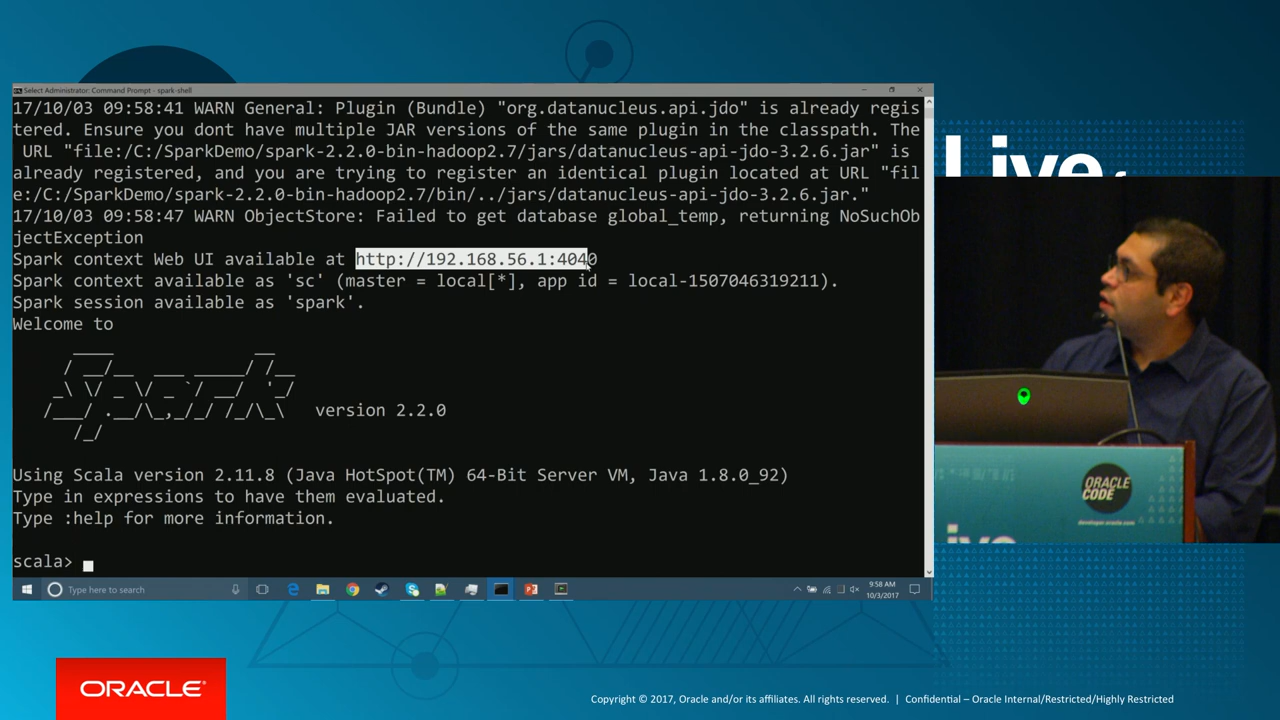 Select Administrator: Command Prompt - spark-shell
17/10/03 09:58:41 WARN General: Plugin (Bundle) "org.datanucleus.api.jdo" is already regis
tered. Ensure you dont have multiple JAR versions of the same plugin in the classpath. The
URL "file:/C:/SparkDemo/spark-2.2.0-bin-hadoop2.7/jars/datanucleus-api-jdo-3.2.6.jar" is
already registered, and you are trying to register an identical plugin located at URL "fil
e:/C:/SparkDemo/spark-2.2.0-bin-hadoop2.7/bin/../jars/datanucleus-api-jdo-3.2.6.jar."
17/10/03 09:58:47 WARN ObjectStore: Failed to get database global_temp, returning NoSuchOb
jectException
Spark context Web UI available at http://192.168.56.1:4040
Spark context available as 'sc' (master = local[*], app id = local-1507046319211).
Spark session available as 'spark'.
Welcome to
Spark
version 2.2.0
Using Scala version 2.11.8 (Java HotSpot(TM) 64-Bit Server VM, Java 1.8.0_92)
Type in expressions to have them evaluated.
Type :help for more information.
scala>
Type here to search
9:58 AM
10/3/2017
Live
ORACLE
CODE
developer.oracle.com
ORACLE®
Copyright © 2017, Oracle and/or its affiliates. All rights reserved. | Confidential – Oracle Internal/Restricted/Highly Restricted